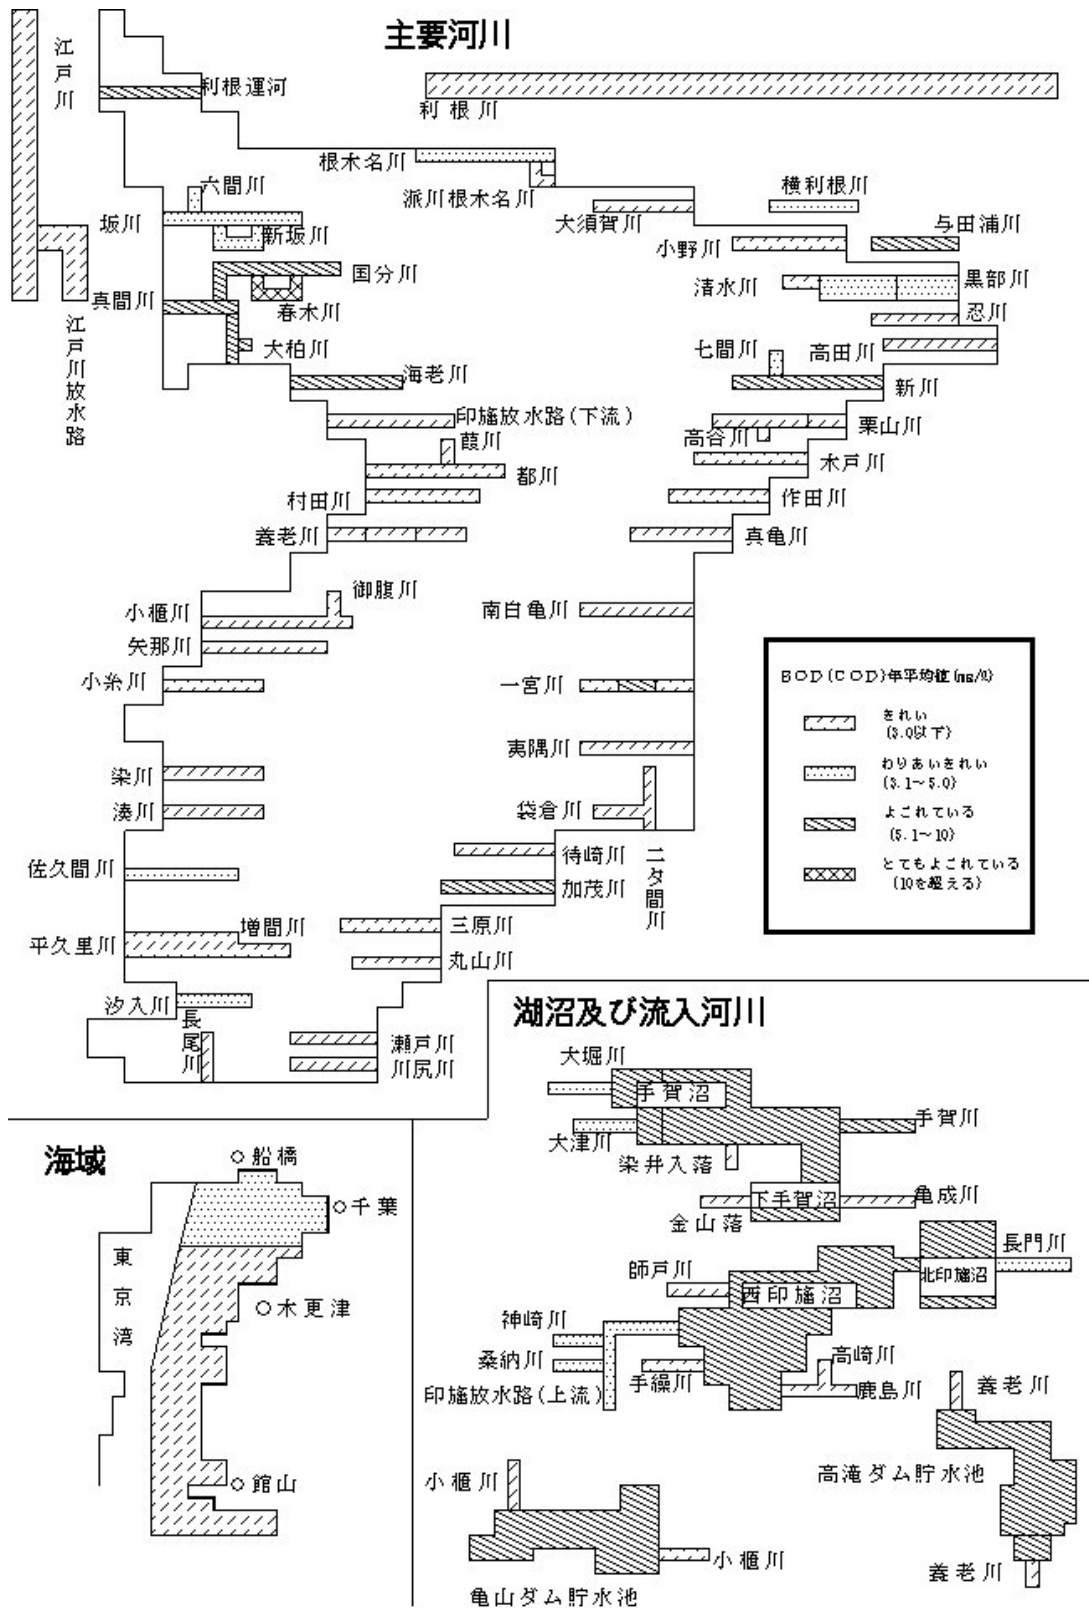 主要河川
江戸川
利根運河
利根川
根木名川
派川根木名川
六間川
坂川
新坂川
犬須賀川
横利根川
小野川
与田浦川
国分川
清水川
黒部川
真間川
春木川
忍川
江戸川放水路
犬柏川
七間川
高田川
海老川
新川
印旛放水路(下流)
栗山川
高谷川
葭川
都川
木戸川
村田川
作田川
養老川
真亀川
御腹川
小櫃川
南白亀川
矢那川
小糸川
一宮川
夷隅川
染川
湊川
袋倉川
待崎川
二タ間川
佐久間川
加茂川
増間川
三原川
平久里川
丸山川
汐入川
長尾川
瀬戸川
川尻川
BOD(COD)年平均値(mg/l)
きれい
(3.0以下)
わりあいきれい
(3.1～5.0)
よごれている
(5.1～10)
とてもよごれている
(10を超える)
湖沼及び流入河川
大堀川
手賀沼
大津川
手賀川
染井入落
下手賀沼
亀成川
金山落
長門川
師戸川
北印旛沼
西印旛沼
神崎川
桑納川
手繰川
高崎川
印旛放水路(上流)
鹿島川
養老川
高滝ダム貯水池
小櫃川
小櫃川
養老川
亀山ダム貯水池
海域
船橋
千葉
東京湾
木更津
館山